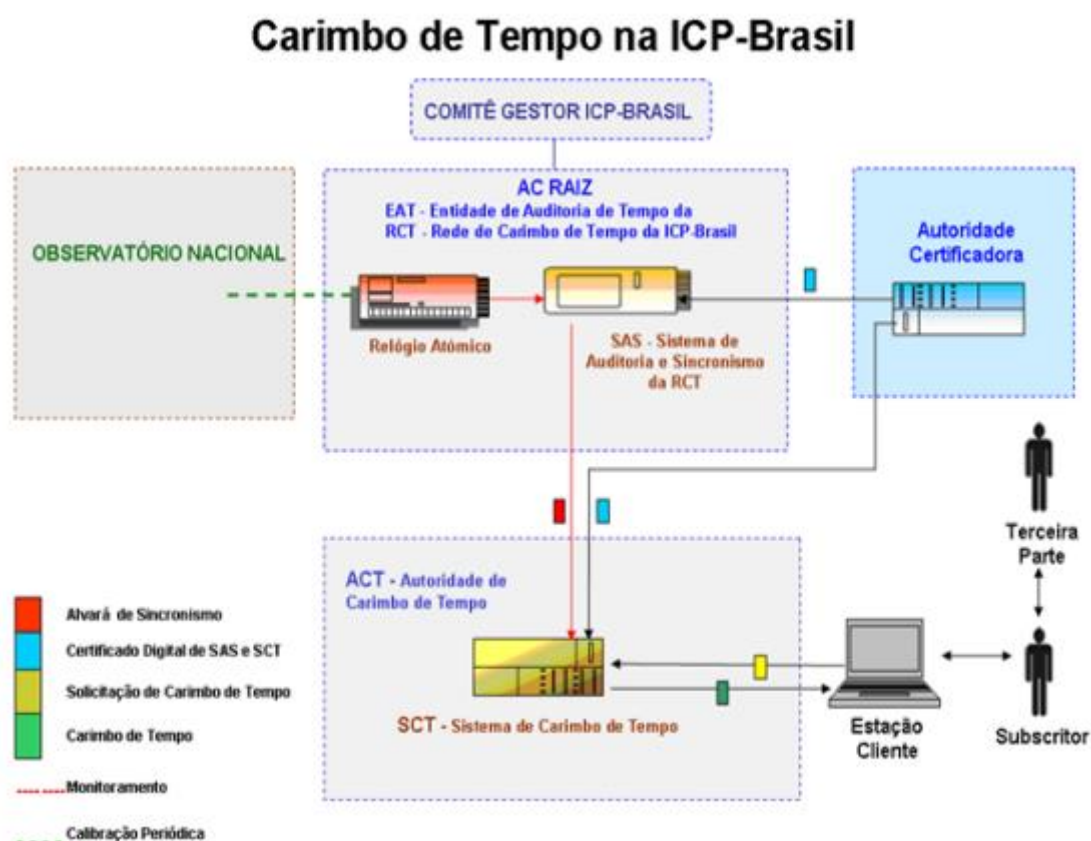 Carimbo de Tempo na ICP-Brasil
COMITÊ GESTOR ICP-BRASIL
OBSERVATÓRIO NACIONAL
AC RAIZ
EAT - Entidade de Auditoria de Tempo da
RCT - Rede de Carimbo de Tempo da ICP-Brasil
Relógio Atómico
SAS - Sistema de
Auditoria e Sincronismo
da RCT
Autoridade
Certificadora
Terceira
Parte
ACT - Autoridade de
Carimbo de Tempo
SCT - Sistema de Carimbo de Tempo
Estação
Cliente
Subscritor
Alvará de Sincronismo
Certificado Digital de SAS e SCT
Solicitação de Carimbo de Tempo
Carimbo de Tempo
Monitoramento
Calibração Periódica